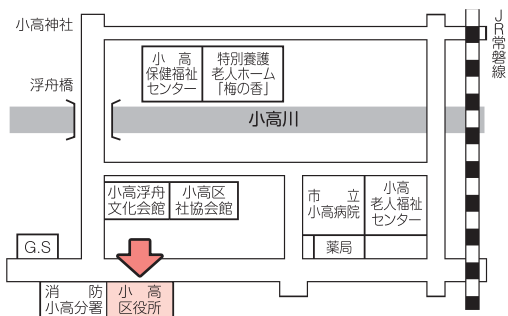 小高神社
JR常磐線
小高
保健福祉
センター
特別養護
老人ホーム
「梅の香」
浮舟橋
小高川
小高浮舟
文化会館
小高区
社協会館
市立
小高病院
小高
老人福祉
センター
薬局
G.S
消防
小高分署
小高
区役所